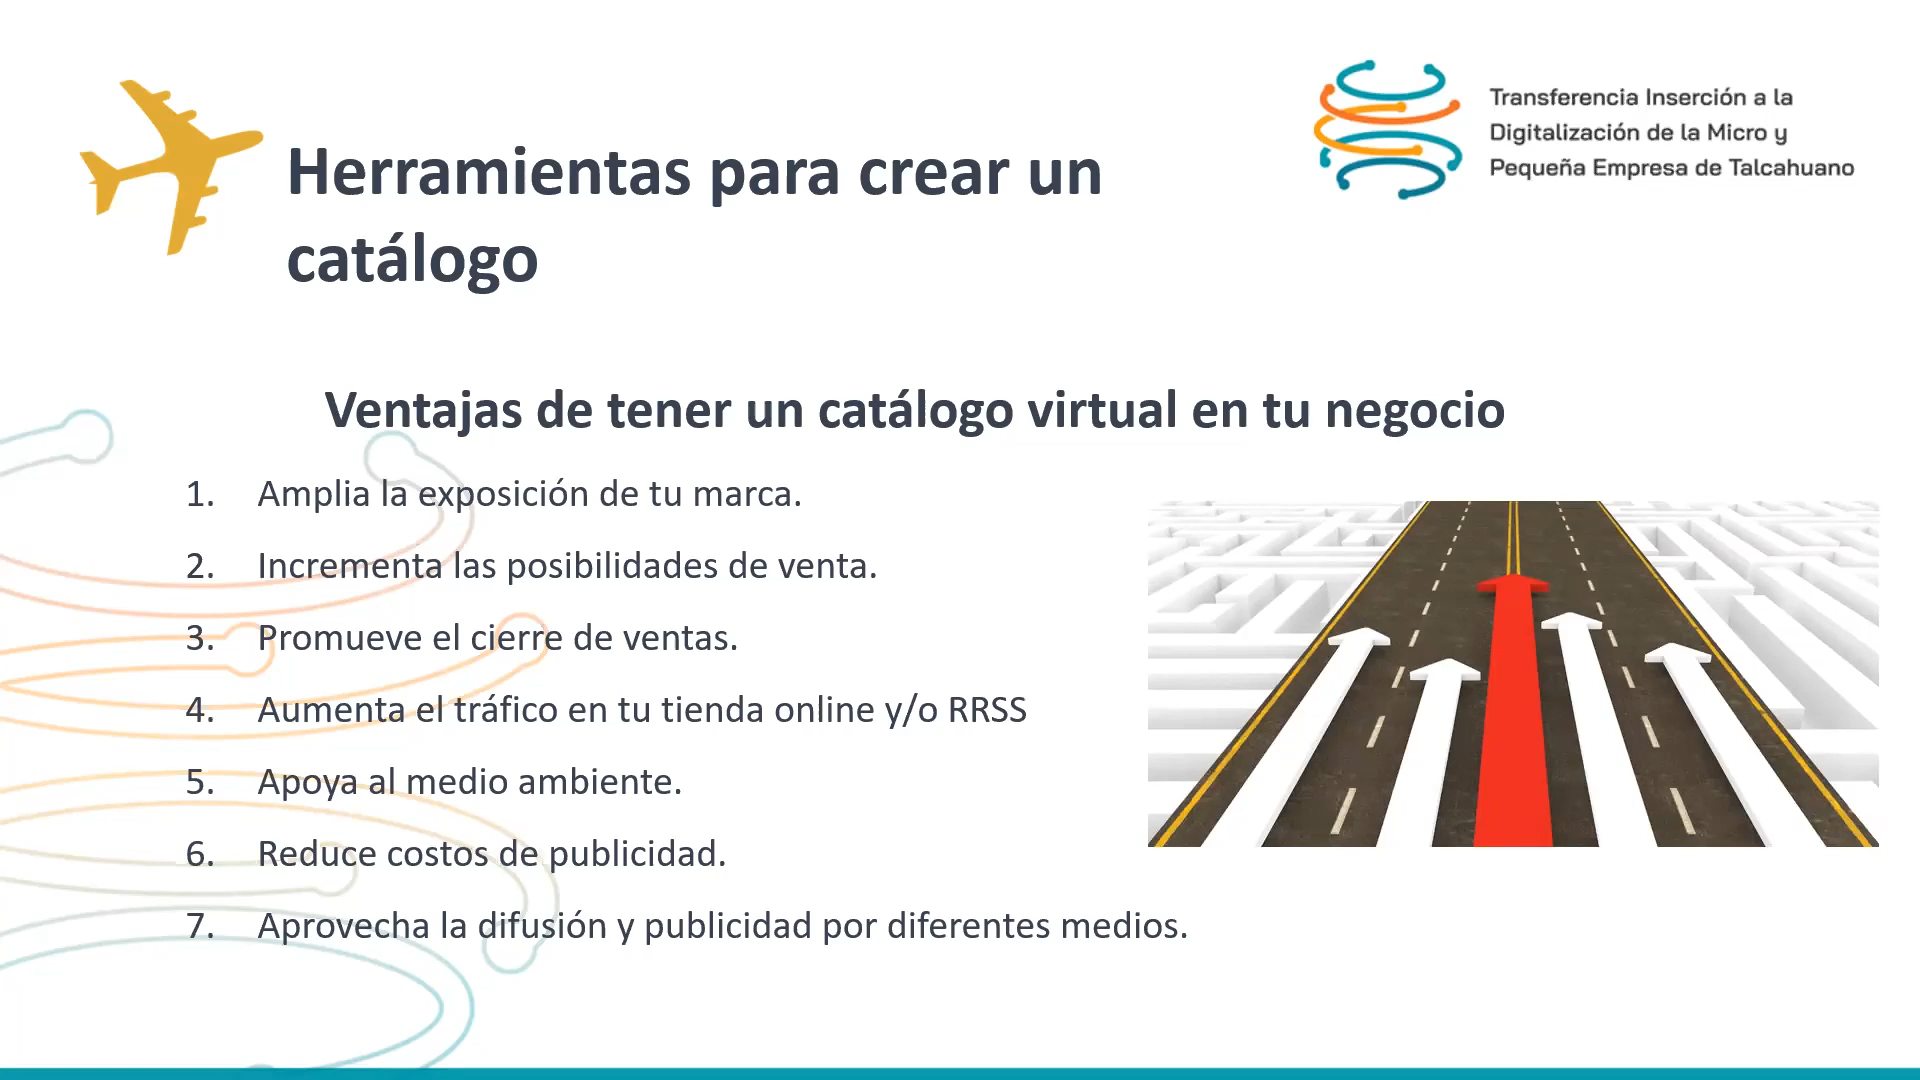 Transferencia Inserción a la
Digitalización de la Micro y
Pequeña Empresa de Talcahuano
Herramientas para crear un
catálogo
Ventajas de tener un catálogo virtual en tu negocio
1. Amplia la exposición de tu marca.
2. Incrementa las posibilidades de venta.
3. Promueve el cierre de ventas.
4. Aumenta el tráfico en tu tienda online y/o RRSS
5. Apoya al medio ambiente.
6. Reduce costos de publicidad.
7. Aprovecha la difusión y publicidad por diferentes medios.